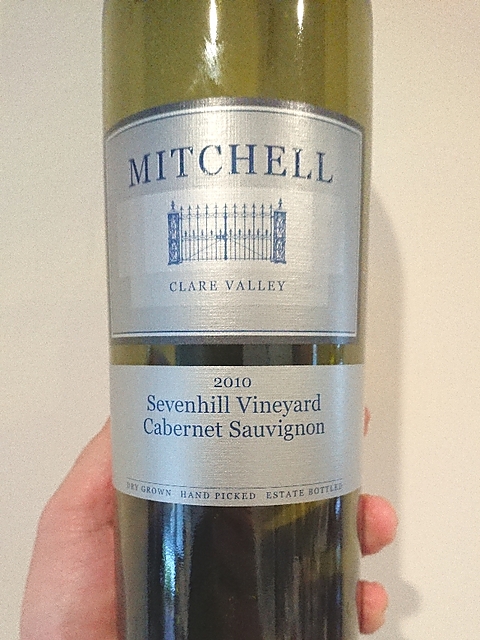 MITCHELL
CLARE VALLEY
2010
Sevenhill Vineyard
Cabernet Sauvignon
DRY GROWN HAND PICKED ESTATE BOTTLED